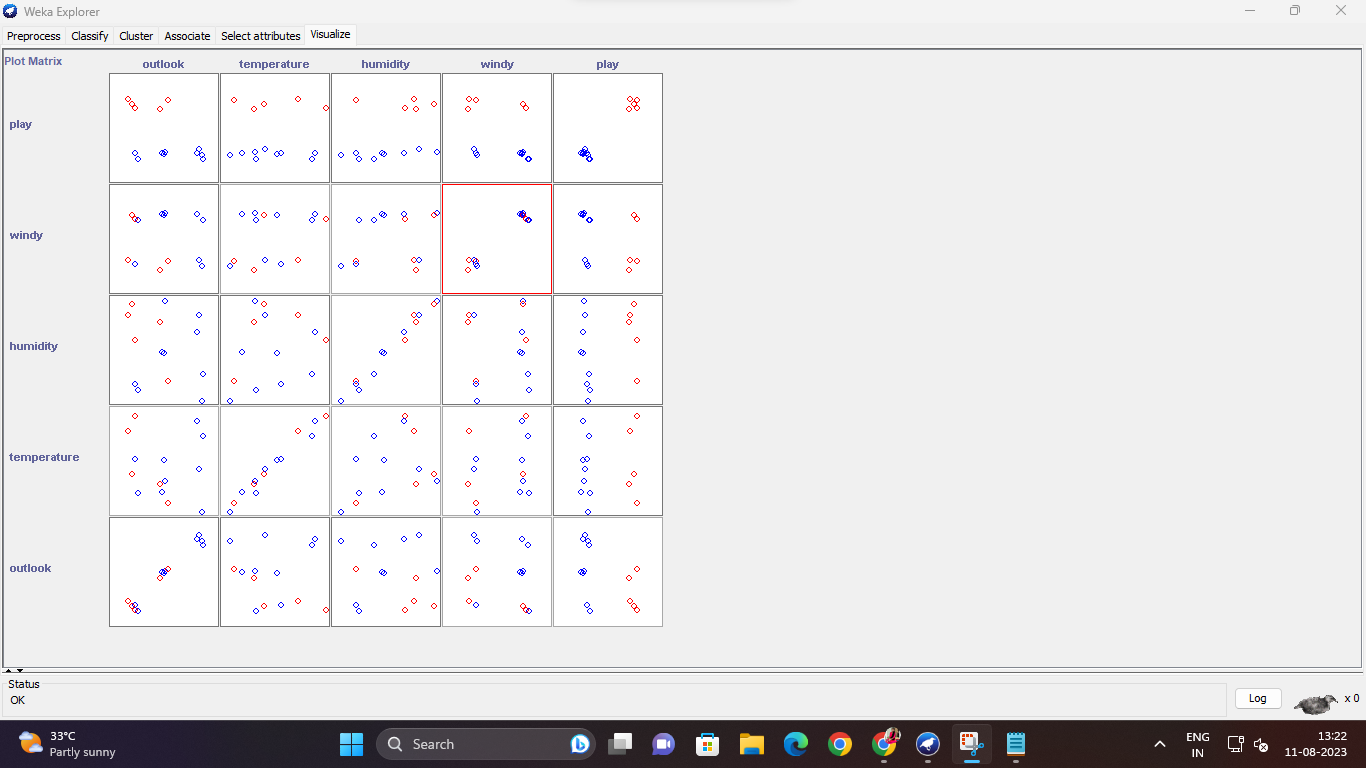 Weka Explorer
Preprocess Classify Cluster Associate Select attributes Visualize
Plot Matrix outlook temperature humidity windy play
play
windy
humidity
temperature
outlook
Status
OK
Log
x 0
33°C
Partly sunny
Search
ENG
IN
13:22
11-08-2023